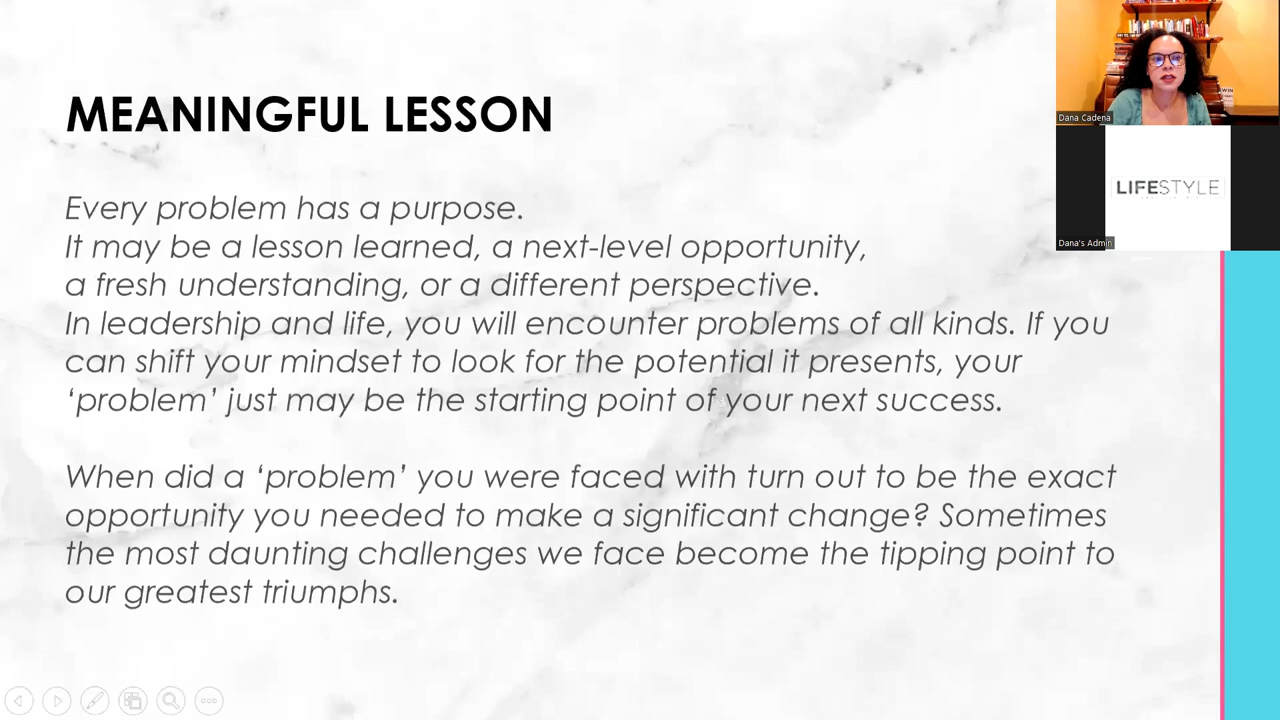 MEANINGFUL LESSON
Every problem has a purpose.
It may be a lesson learned, a next-level opportunity,
a fresh understanding, or a different perspective.
In leadership and life, you will encounter problems of all kinds. If you
can shift your mindset to look for the potential it presents, your
‘problem’ just may be the starting point of your next success.
When did a ‘problem’ you were faced with turn out to be the exact
opportunity you needed to make a significant change? Sometimes
the most daunting challenges we face become the tipping point to
our greatest triumphs.
Dana Cadena
LIFESTYLE
Dana's Admin